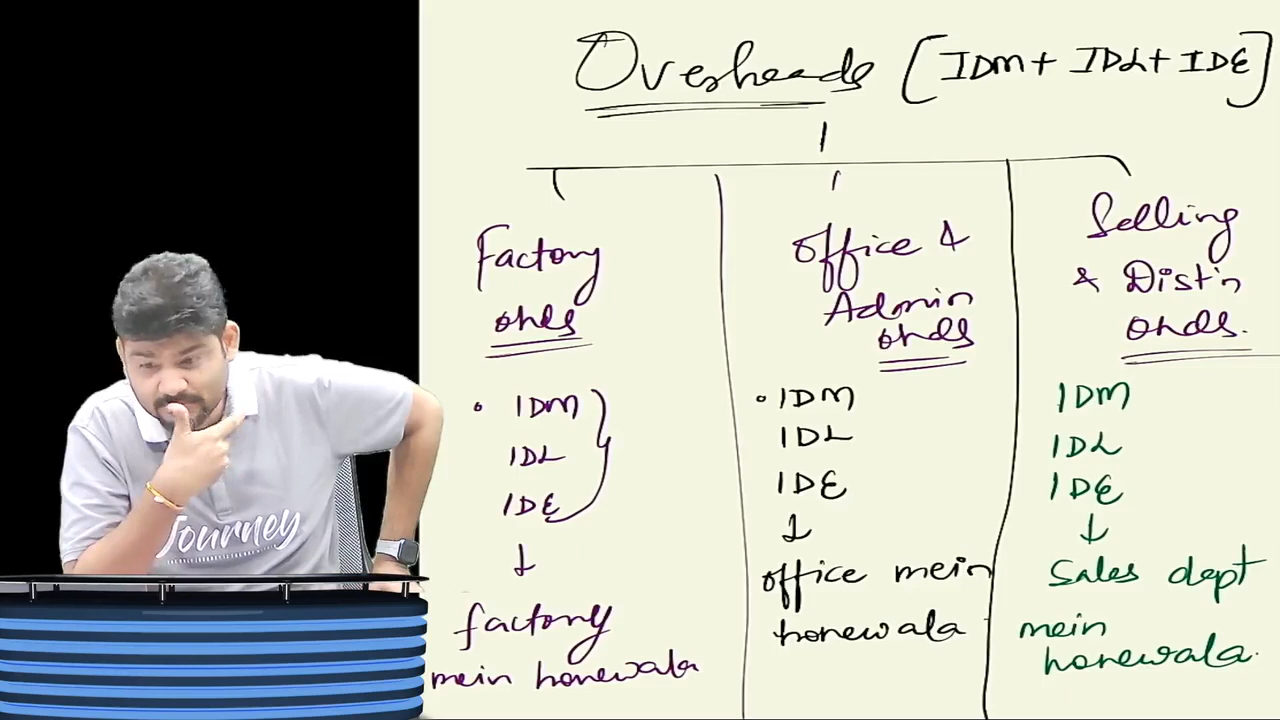 Overheads [IDM + IDL + IDE]
Factory
ohds
• IDM
IDL
IDE
↓
factory
mein honewala
Office &
Admin
ohds
• IDM
IDL
IDE
↓
office mein
honewala
Selling
& Dist'n
ohds.
IDM
IDL
IDE
↓
Sales dept
mein
honewala.
Journey